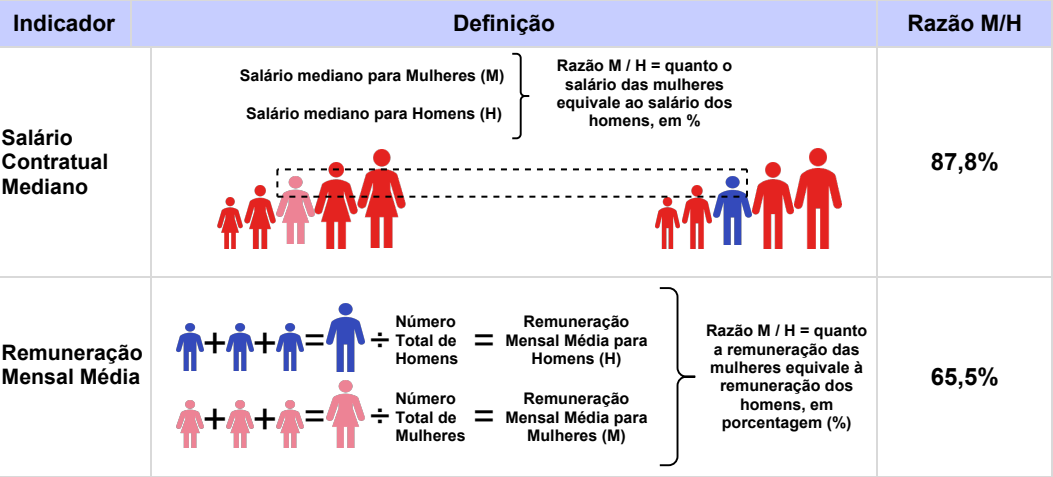 Indicador
Definição
Razão M/H
Salário
Contratual
Mediano
Salário mediano para Mulheres (M)
Salário mediano para Homens (H)
Razão M / H = quanto o
salário das mulheres
equivale ao salário dos
homens, em %
87,8%
Remuneração
Mensal Média
+ + = ÷
Número
Total de
Homens
=
Remuneração
Mensal Média para
Homens (H)
+ + = ÷
Número
Total de
Mulheres
=
Remuneração
Mensal Média para
Mulheres (M)
Razão M / H = quanto
a remuneração das
mulheres equivale à
remuneração dos
homens, em
porcentagem (%)
65,5%